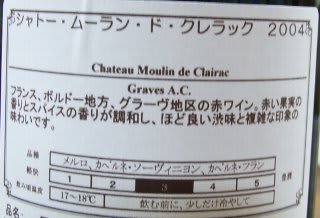 シャトー・ムーラン・ド・クレラック 2004
Chateau Moulin de Clairac
Graves A.C.
フランス、ボルドー地方、グラーヴ地区の赤ワイン。赤い果実の
香りとスパイスの香りが調和し、ほど良い渋味と複雑な印象の
味わいです。
品種 メルロ、カベルネ・ソーヴィニヨン、カベルネ・フラン
軽快 1 2 3 4 5
飲み頃温度 17〜18℃ 飲む前に、少しだけ冷やして
品名: